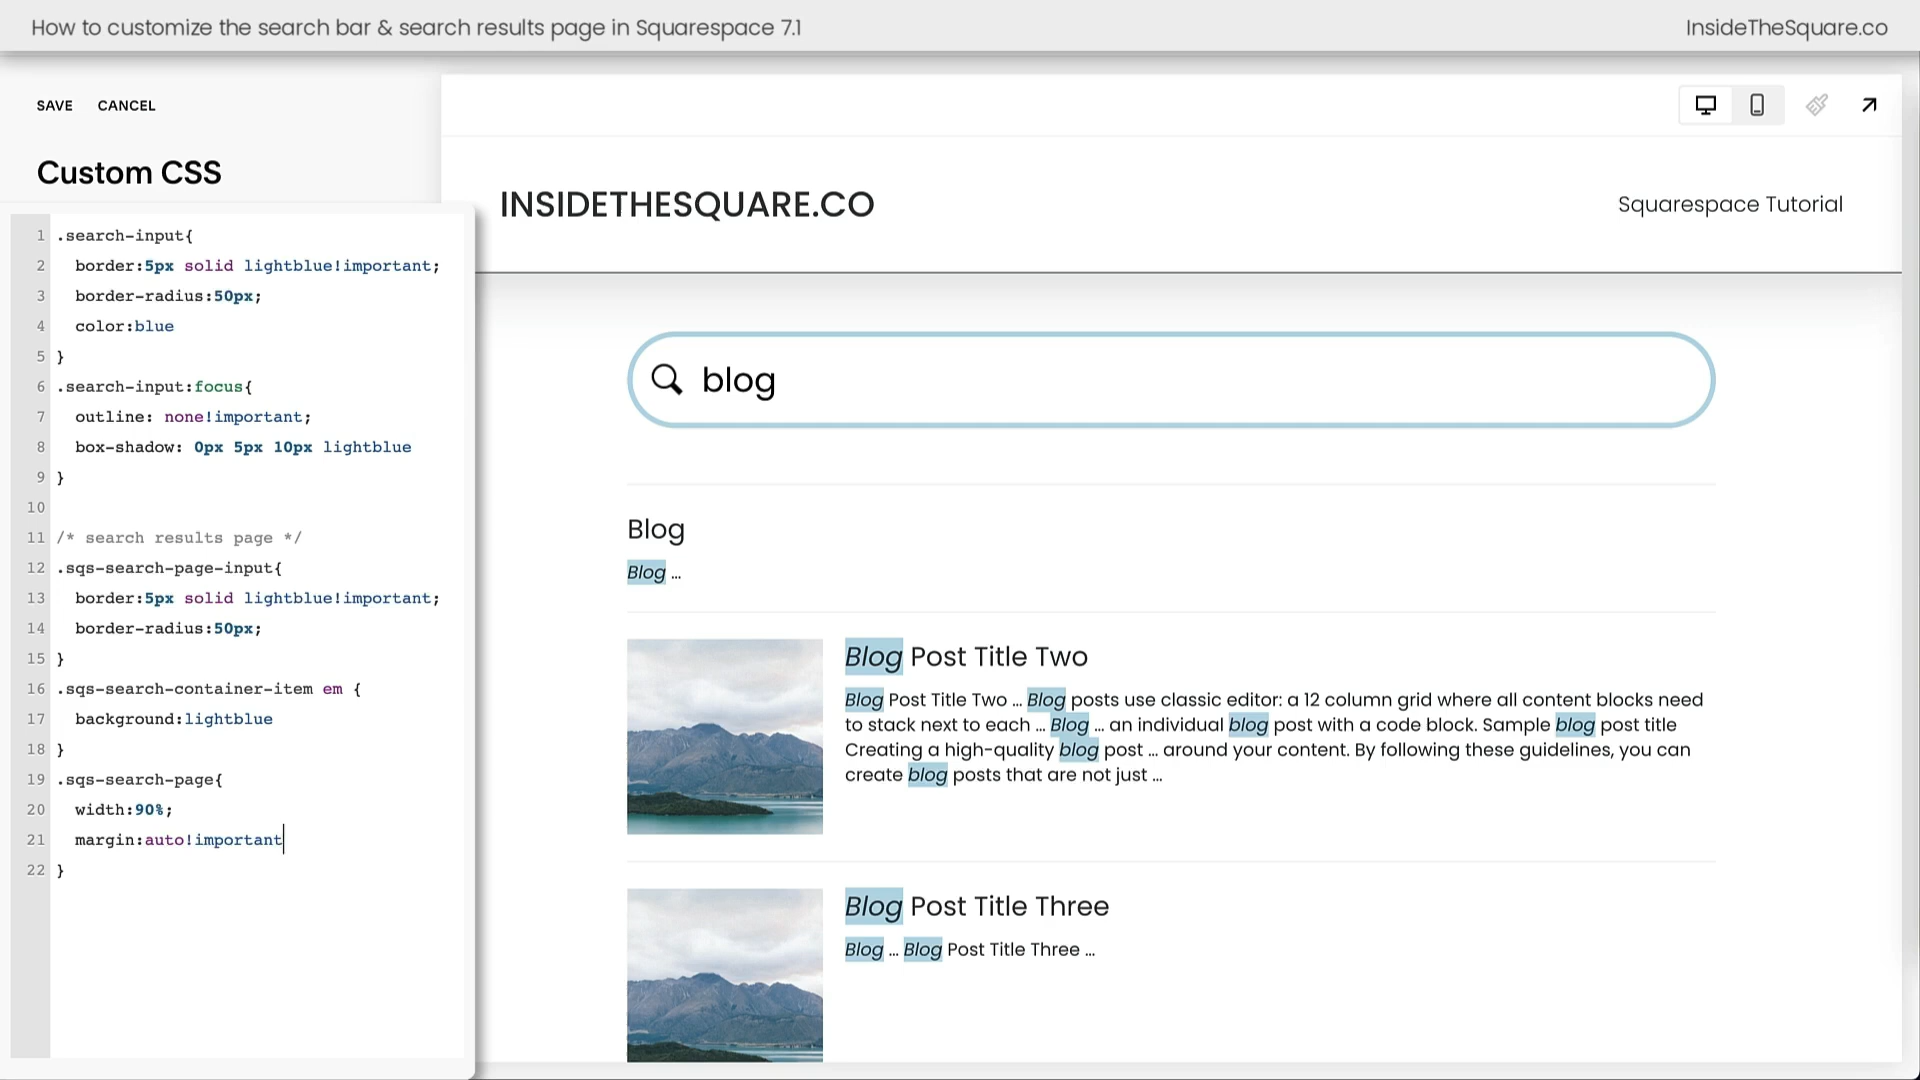 How to customize the search bar & search results page in Squarespace 7.1
InsideTheSquare.co
SAVE CANCEL
Custom CSS
1 .search-input{
2 border:5px solid lightblue!important;
3 border-radius:50px;
4 color:blue
5 }
6 .search-input:focus{
7 outline: none!important;
8 box-shadow: 0px 5px 10px lightblue
9 }
10
11 /* search results page */
12 .sqs-search-page-input{
13 border:5px solid lightblue!important;
14 border-radius:50px;
15 }
16 .sqs-search-container-item em {
17 background:lightblue
18 }
19 .sqs-search-page{
20 width:90%;
21 margin:auto!important
22 }
INSIDETHESQUARE.CO
Squarespace Tutorial
blog
Blog
Blog ...
Blog Post Title Two
Blog Post Title Two ... Blog posts use classic editor: a 12 column grid where all content blocks need
to stack next to each ... Blog ... an individual blog post with a code block. Sample blog post title
Creating a high-quality blog post ... around your content. By following these guidelines, you can
create blog posts that are not just ...
Blog Post Title Three
Blog ... Blog Post Title Three ...